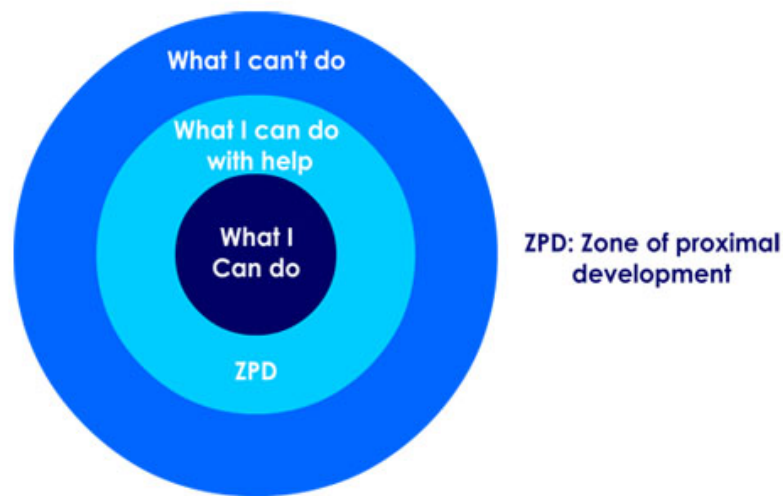 What I can't do
What I can do
with help
What I
Can do
ZPD
ZPD: Zone of proximal
development